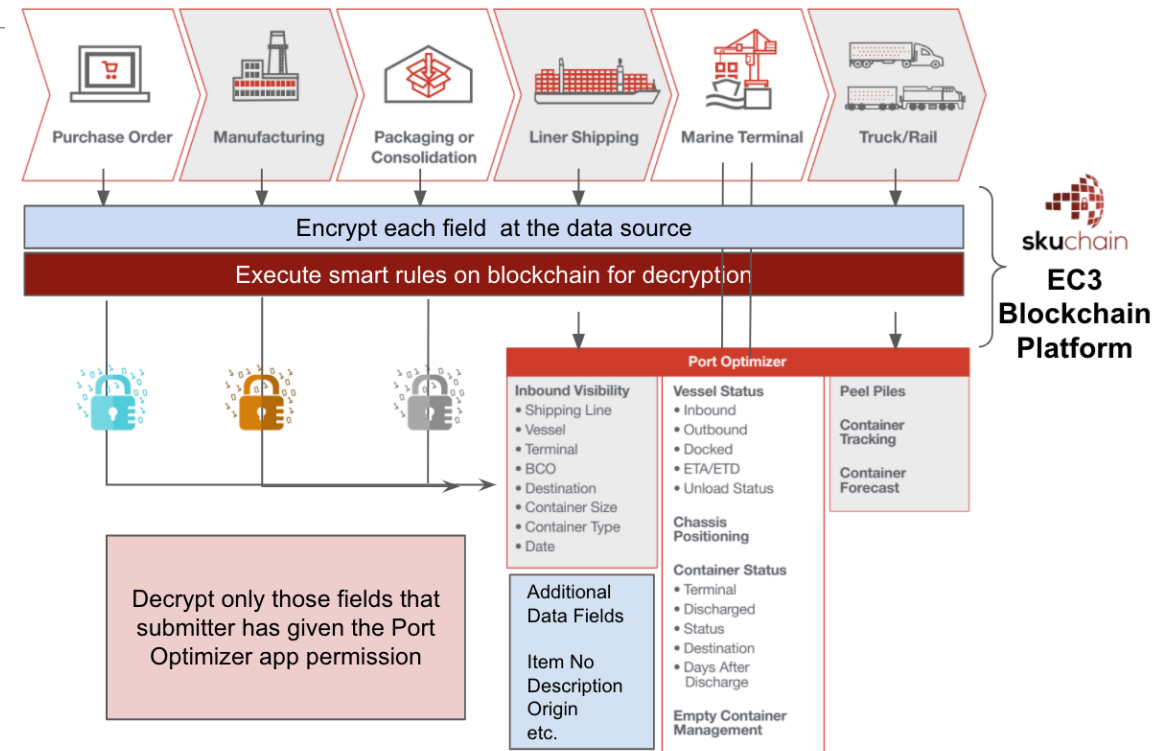 Purchase Order
Manufacturing
Packaging or
Consolidation
Liner Shipping
Marine Terminal
Truck/Rail
Encrypt each field at the data source
Execute smart rules on blockchain for decryption
skuchain
EC3
Blockchain
Platform
Port Optimizer
Inbound Visibility
• Shipping Line
• Vessel
• Terminal
• BCO
• Destination
• Container Size
• Container Type
• Date
Vessel Status
• Inbound
• Outbound
• Docked
• ETA/ETD
• Unload Status
Chassis
Positioning
Container Status
• Terminal
• Discharged
• Status
• Destination
• Days After
Discharge
Empty Container
Management
Peel Piles
Container
Tracking
Container
Forecast
Decrypt only those fields that
submitter has given the Port
Optimizer app permission
Additional
Data Fields
Item No
Description
Origin
etc.